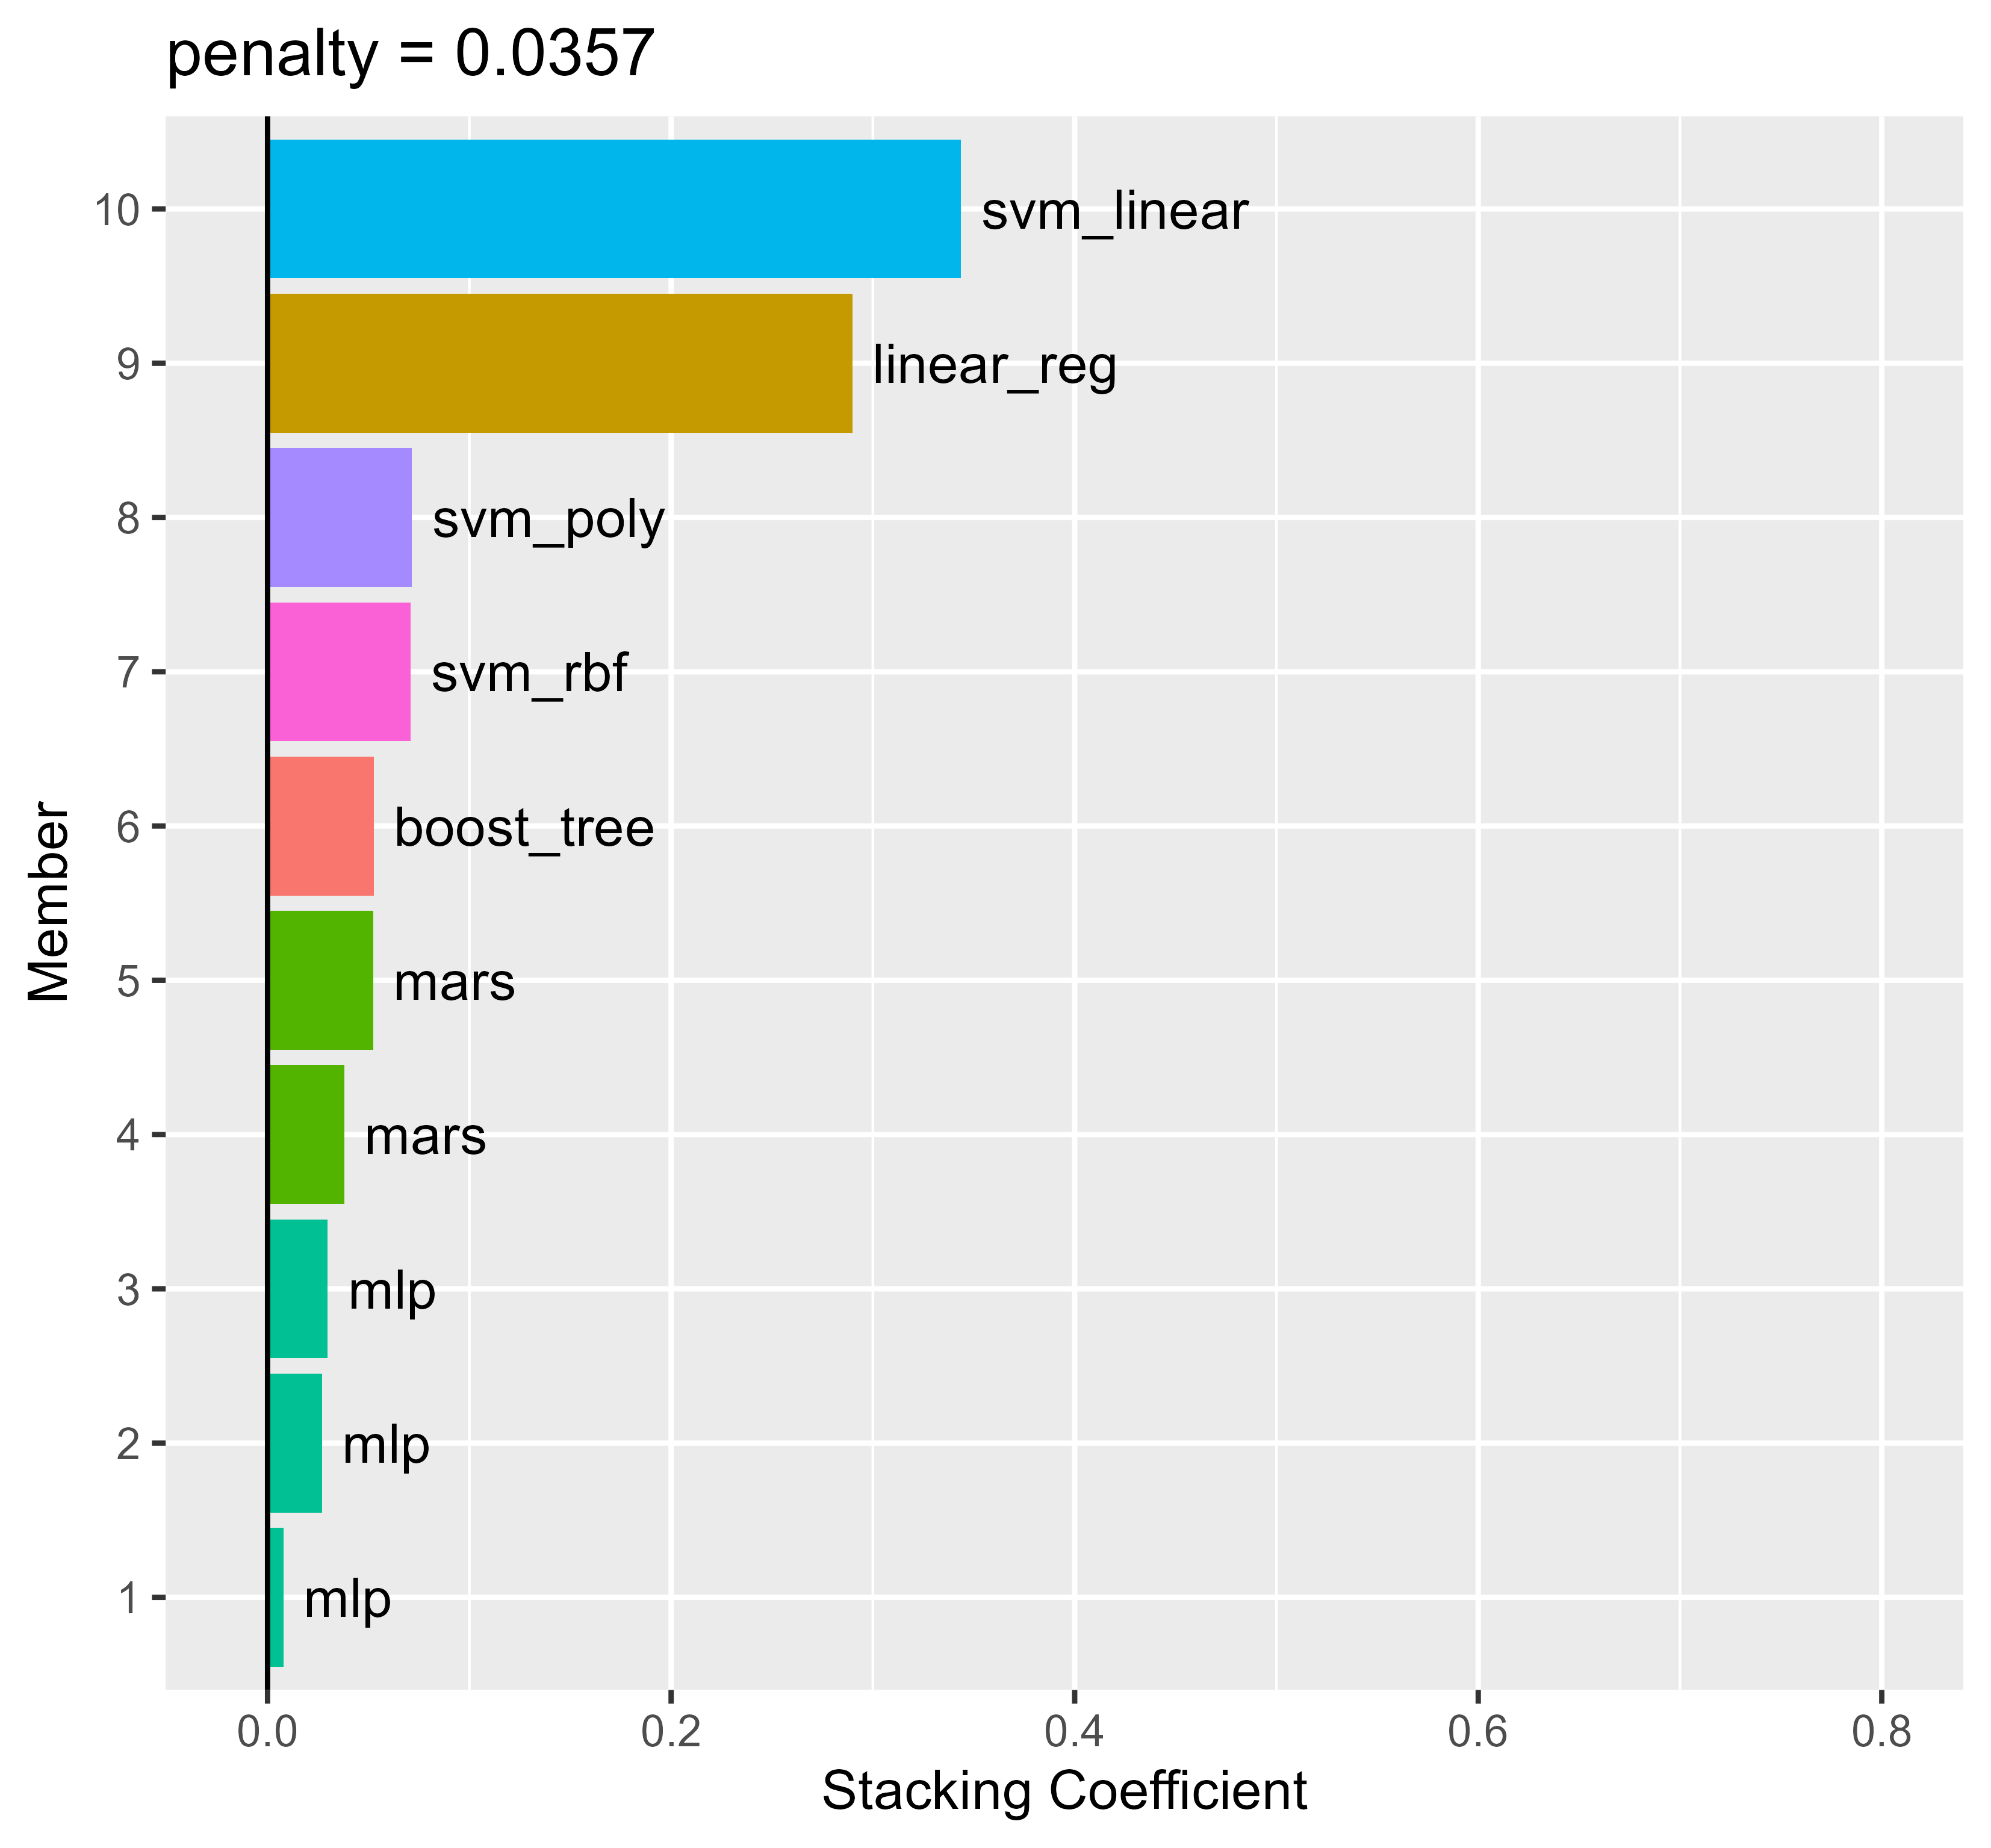 penalty = 0.0357
10
svm_linear
9
linear_reg
8
svm_poly
7
svm_rbf
6
boost_tree
5
mars
4
mars
3
mlp
2
mlp
1
mlp
Member
0.0 0.2 0.4 0.6 0.8
Stacking Coefficient